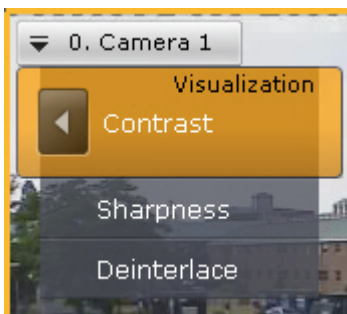 0. Camera 1
Visualization
Contrast
Sharpness
Deinterlace